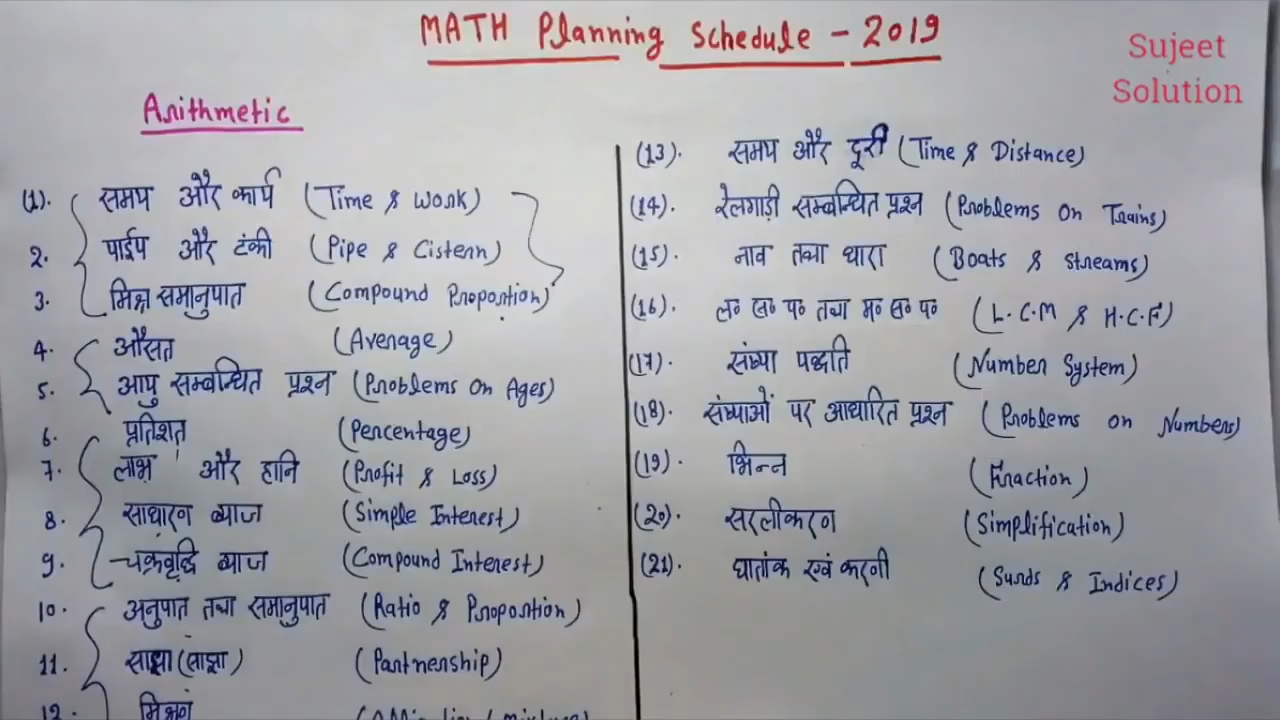 MATH Planning Schedule - 2019
Sujeet
Solution
Arithmetic
(1). समय और कार्य (Time & Work)
2. पाईप और टंकी (Pipe & Cistern)
3. मिश्र समानुपात (Compound Proportion)
4. औसत (Average)
5. आयु सम्बन्धित प्रश्न (Problems On Ages)
6. प्रतिशत (Percentage)
7. लाभ और हानि (Profit & Loss)
8. साधारण ब्याज (Simple Interest)
9. चक्रवृद्धि ब्याज (Compound Interest)
10. अनुपात तथा समानुपात (Ratio & Proportion)
11. साझा (साझा) (Partnership)
12. मिश्रण (mixture)
(13). समय और दूरी (Time & Distance)
(14). रेलगाड़ी सम्बन्धित प्रश्न (Problems On Trains)
(15). नाव तथा धारा (Boats & Streams)
(16). ल० स० प० तथा म० स० प० (L.C.M & H.C.F)
(17). संख्या पद्धति (Number System)
(18). संख्याओं पर आधारित प्रश्न (Problems on Numbers)
(19). भिन्न (Fraction)
(20). सरलीकरण (Simplification)
(21). घातांक एवं करणी (Surds & Indices)